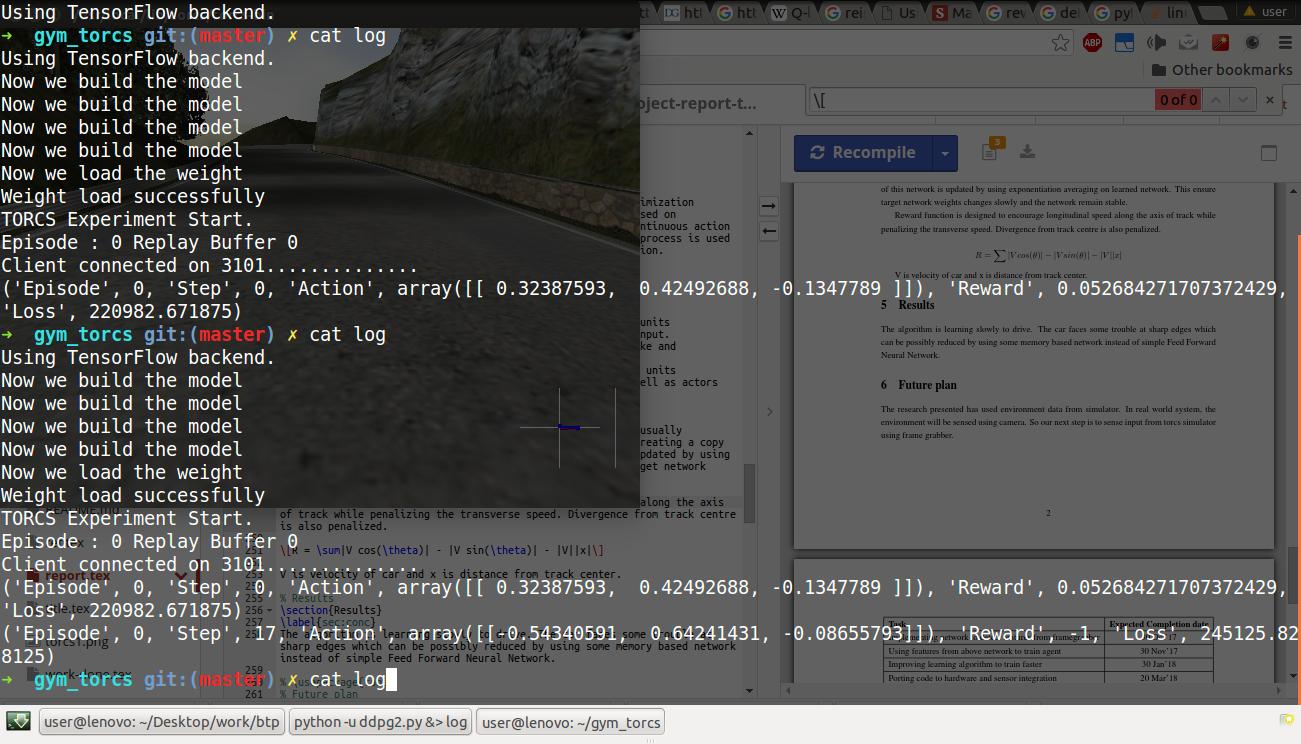 Using TensorFlow backend.
➜ gym_torcs git:(master) ✗ cat log
Using TensorFlow backend.
Now we build the model
Now we build the model
Now we build the model
Now we build the model
Now we load the weight
Weight load successfully
TORCS Experiment Start.
Episode : 0 Replay Buffer 0
Client connected on 3101..............
('Episode', 0, 'Step', 0, 'Action', array([[ 0.32387593, 0.42492688, -0.1347789 ]]), 'Reward', 0.052684271707372429,
'Loss', 220982.671875)
➜ gym_torcs git:(master) ✗ cat log
Using TensorFlow backend.
Now we build the model
Now we build the model
Now we build the model
Now we build the model
Now we load the weight
Weight load successfully
TORCS Experiment Start.
Episode : 0 Replay Buffer 0
Client connected on 3101..............
('Episode', 0, 'Step', 0, 'Action', array([[ 0.32387593, 0.42492688, -0.1347789 ]]), 'Reward', 0.052684271707372429,
'Loss', 220982.671875)
('Episode', 0, 'Step', 17, 'Action', array([[ 0.54340591, 0.64241431, -0.08655793]]), 'Reward', -1, 'Loss', 245125.82
8125)
➜ gym_torcs git:(master) ✗ cat log
user
ABP
Other bookmarks
oject-report-t...
\[
0 of 0
Recompile
3
imization
sed on
ntinuous action
process is used
ion.
units
nput.
ke and
units
ell as actors
usually
reating a copy
pdated by using
get network
along the axis
of track while penalizing the transverse speed. Divergence from track centre
is also penalized.
251 \[R = \sum|V cos(\theta)| - |V sin(\theta)| - |V||x|\]
V is velocity of car and x is distance from track center.
% Results
256 \section{Results}
\label{sec:conc}
sharp edges which can be possibly reduced by using some memory based network
instead of simple Feed Forward Neural Network.
259
261 % Future plan
report.tex
torcs1.png
of this network is updated by using exponentiation averaging on learned network. This ensure
target network weights changes slowly and the network remain stable.
Reward function is designed to encourage longitudinal speed along the axis of track while
penalizing the transverse speed. Divergence from track centre is also penalized.
R = ∑ |V cos(θ)| − |V sin(θ)| − |V||x|
V is velocity of car and x is distance from track center.
5 Results
The algorithm is learning slowly to drive. The car faces some trouble at sharp edges which
can be possibly reduced by using some memory based network instead of simple Feed Forward
Neural Network.
6 Future plan
The research presented has used environment data from simulator. In real world system, the
environment will be sensed using camera. So our next step is to sense input from torcs simulator
using frame grabber.
2
Task Expected Completion date
Using features from above network to train agent 30 Nov'17
Improving learning algorithm to train faster 30 Jan'18
Porting code to hardware and sensor integration 20 Mar'18
user@lenovo: ~/Desktop/work/btp
python -u ddpg2.py &> log
user@lenovo: ~/gym_torcs